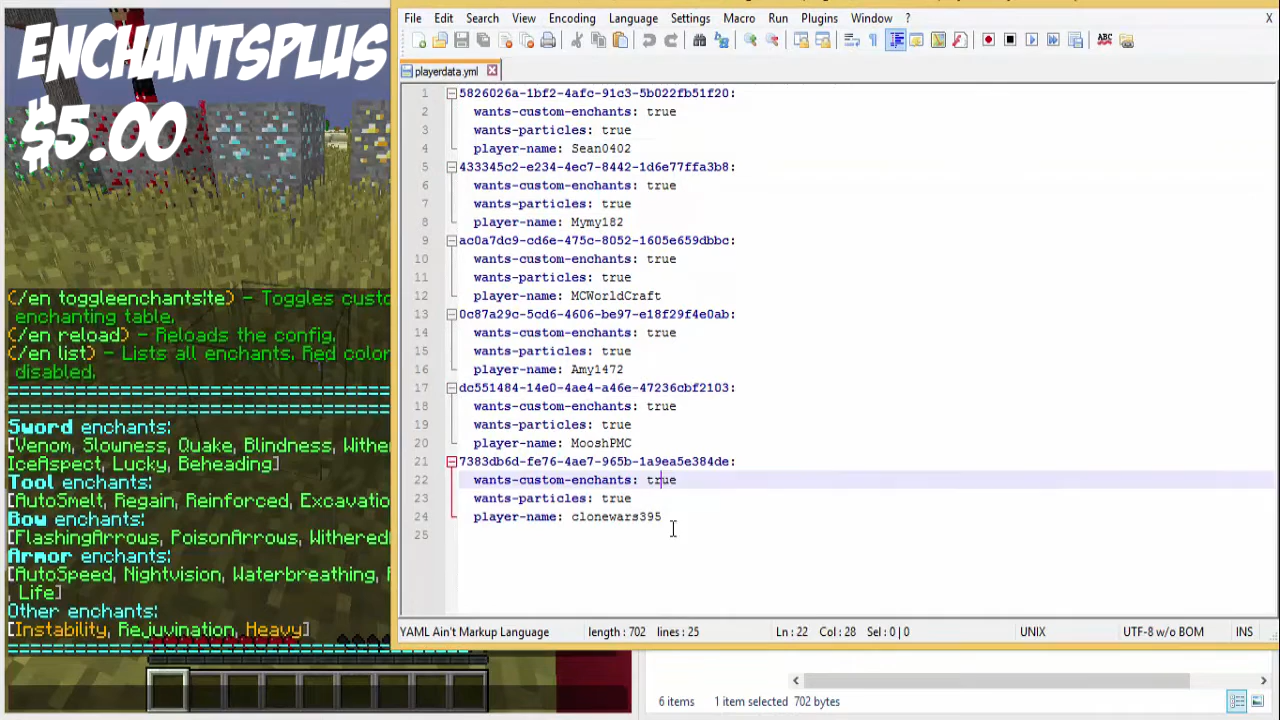 ENCHANTSPLUS
$5.00
(/en toggleenchants!te) – Toggles custo
enchanting table.
(/en reload) – Reloads the config.
(/en list) – Lists all enchants. Red color
disabled.
Sword enchants:
[Venom, Slowness, Quake, Blindness, Wither
IceAspect, Lucky, Beheading]
Tool enchants:
[AutoSmelt, Regain, Reinforced, Excavatio
Bow enchants:
[FlashingArrows, PoisonArrows, Withered
Armor enchants:
[AutoSpeed, Nightvision, Waterbreathing,
, Life]
Other enchants:
[Instability, Rejuvination, Heavy]
File Edit Search View Encoding Language Settings Macro Run Plugins Window ? X
playerdata.yml
1 5826026a-1bf2-4afc-91c3-5b022fb51f20:
2 wants-custom-enchants: true
3 wants-particles: true
4 player-name: Sean0402
5 433345c2-e234-4ec7-8442-1d6e77ffa3b8:
6 wants-custom-enchants: true
7 wants-particles: true
8 player-name: Mymy182
9 ac0a7dc9-cd6e-475c-8052-1605e659dbbc:
10 wants-custom-enchants: true
11 wants-particles: true
12 player-name: MCWorldCraft
13 0c87a29c-5cd6-4606-be97-e18f29f4e0ab:
14 wants-custom-enchants: true
15 wants-particles: true
16 player-name: Amy1472
17 dc551484-14e0-4ae4-a46e-47236cbf2103:
18 wants-custom-enchants: true
19 wants-particles: true
20 player-name: MooshPMC
21 7383db6d-fe76-4ae7-965b-1a9ea5e384de:
22 wants-custom-enchants: true
23 wants-particles: true
24 player-name: clonewars395
25
YAML Ain't Markup Language length : 702 lines : 25 Ln : 22 Col : 28 Sel : 0 | 0 UNIX UTF-8 w/o BOM INS
6 items 1 item selected 702 bytes